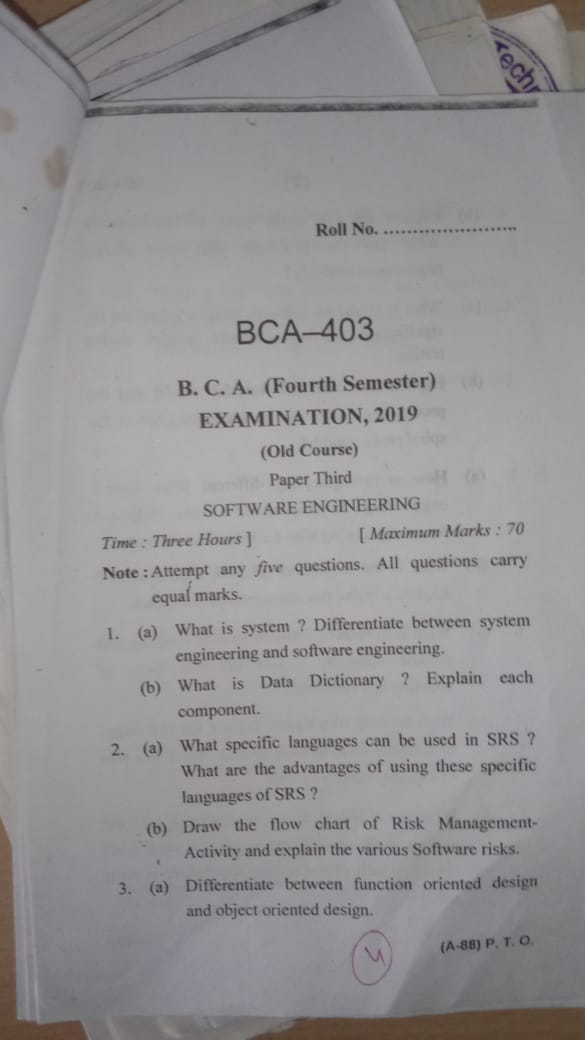 Tech
Roll No. ........................
BCA–403
B. C. A. (Fourth Semester)
EXAMINATION, 2019
(Old Course)
Paper Third
SOFTWARE ENGINEERING
Time : Three Hours ] [ Maximum Marks : 70
Note : Attempt any five questions. All questions carry
equal marks.
1. (a) What is system ? Differentiate between system
engineering and software engineering.
(b) What is Data Dictionary ? Explain each
component.
2. (a) What specific languages can be used in SRS ?
What are the advantages of using these specific
languages of SRS ?
(b) Draw the flow chart of Risk Management-
Activity and explain the various Software risks.
3. (a) Differentiate between function oriented design
and object oriented design.
(A-88) P. T. O.